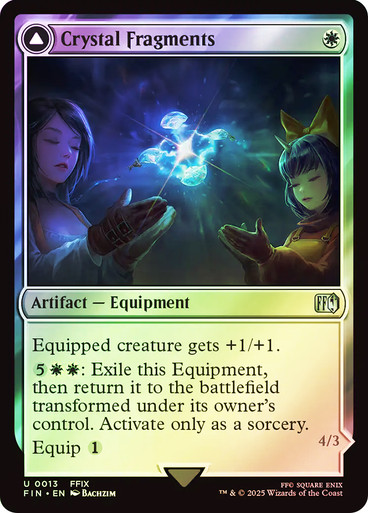 Crystal Fragments
Artifact — Equipment
FFC
Equipped creature gets +1/+1.
5: Exile this Equipment,
then return it to the battlefield
transformed under its owner's
control. Activate only as a sorcery.
Equip 1
4/3
U 0013 FFIX
FIN • EN Bachzim
FF© SQUARE ENIX
™ & © 2025 Wizards of the Coast